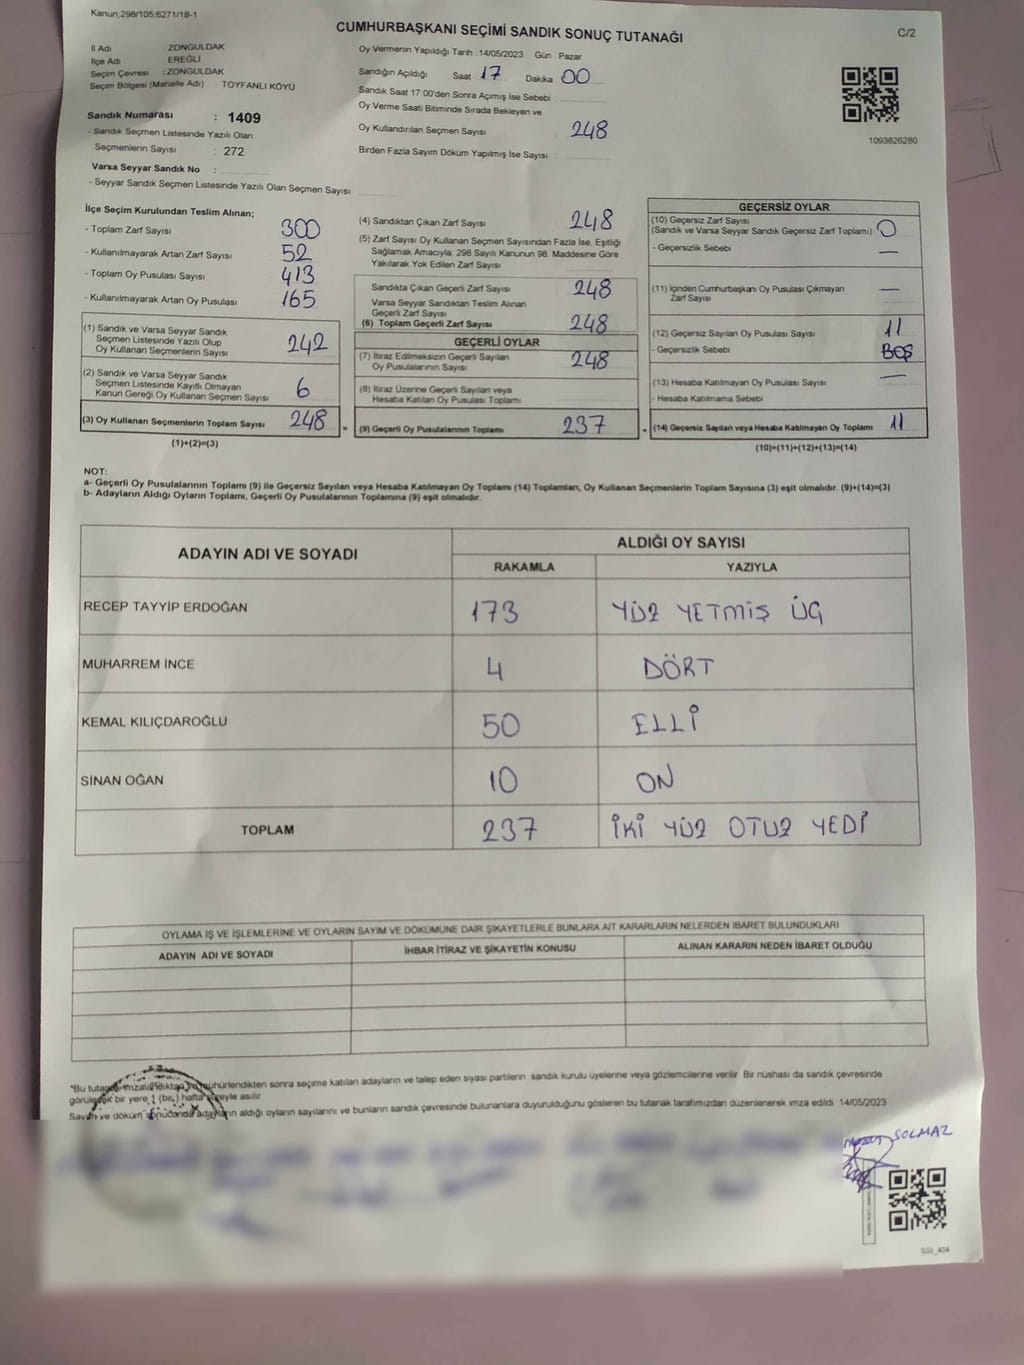 Kanun;298/105;6271/18-1
CUMHURBAŞKANI SEÇİMİ SANDIK SONUÇ TUTANAĞI
C/2
İl Adı ZONGULDAK
İlçe Adı EREĞLİ
Seçim Çevresi : ZONGULDAK
Seçim Bölgesi (Mahalle Adı) : TOYFANLI KÖYÜ
Sandık Numarası : 1409
- Sandık Seçmen Listesinde Yazılı Olan
Seçmenlerin Sayısı : 272
Varsa Seyyar Sandık No :
- Seyyar Sandık Seçmen Listesinde Yazılı Olan Seçmen Sayısı
Oy Vermenin Yapıldığı Tarih : 14/05/2023 Gün Pazar
Sandığın Açıldığı Saat 17 Dakika 00
Sandık Saat 17:00'den Sonra Açımış İse Sebebi
Oy Verme Saati Bitiminde Sırada Bekleyen ve
Oy Kullandırılan Seçmen Sayısı 248
Birden Fazla Sayım Döküm Yapılmış İse Sayısı
1093826280
İlçe Seçim Kurulundan Teslim Alınan;
- Toplam Zarf Sayısı 300
- Kullanılmayarak Artan Zarf Sayısı 52
- Toplam Oy Pusulası Sayısı 413
- Kullanılmayarak Artan Oy Pusulası 165
(1) Sandık ve Varsa Seyyar Sandık
Seçmen Listesinde Yazılı Olup
Oy Kullanan Seçmenlerin Sayısı 242
(2) Sandık ve Varsa Seyyar Sandık
Seçmen Listesinde Kayıtlı Olmayan
Kanun Gereği Oy Kullanan Seçmen Sayısı 6
(3) Oy Kullanan Seçmenlerin Toplam Sayısı 248
(1)+(2)=(3)
(4) Sandıktan Çıkan Zarf Sayısı 248
(5) Zarf Sayısı Oy Kullanan Seçmen Sayısından Fazla İse, Eşitliği
Sağlamak Amacıyla, 298 Sayılı Kanunun 98. Maddesine Göre
Yakılarak Yok Edilen Zarf Sayısı
Sandıkta Çıkan Geçerli Zarf Sayısı 248
Varsa Seyyar Sandıktan Teslim Alınan
Geçerli Zarf Sayısı
(6) Toplam Geçerli Zarf Sayısı 248
GEÇERLİ OYLAR
(7) İtiraz Edilmeksizin Geçerli Sayılan
Oy Pusulalarının Sayısı 248
(8) İtiraz Üzerine Geçerli Sayılan veya
Hesaba Katılan Oy Pusulası Toplamı
= (9) Geçerli Oy Pusulalarının Toplamı 237
GEÇERSİZ OYLAR
(10) Geçersiz Zarf Sayısı
(Sandık ve Varsa Seyyar Sandık Geçersiz Zarf Toplamı) 0
- Geçersizlik Sebebi —
(11) İçinden Cumhurbaşkanı Oy Pusulası Çıkmayan —
Zarf Sayısı
(12) Geçersiz Sayılan Oy Pusulası Sayısı 11
- Geçersizlik Sebebi BOŞ
(13) Hesaba Katılmayan Oy Pusulası Sayısı —
- Hesaba Katılmama Sebebi
+ (14) Geçersiz Sayılan veya Hesaba Katılmayan Oy Toplamı 11
(10)+(11)+(12)+(13)=(14)
NOT:
a- Geçerli Oy Pusulalarının Toplamı (9) ile Geçersiz Sayılan veya Hesaba Katılmayan Oy Toplamı (14) Toplamları, Oy Kullanan Seçmenlerin Toplam Sayısına (3) eşit olmalıdır. (9)+(14)=(3)
b- Adayların Aldığı Oyların Toplamı, Geçerli Oy Pusulalarının Toplamına (9) eşit olmalıdır.
ADAYIN ADI VE SOYADI ALDIĞI OY SAYISI
RAKAMLA YAZIYLA
RECEP TAYYİP ERDOĞAN 173 YÜZ YETMİŞ ÜÇ
MUHARREM İNCE 4 DÖRT
KEMAL KILIÇDAROĞLU 50 ELLİ
SİNAN OĞAN 10 ON
TOPLAM 237 İKİ YÜZ OTUZ YEDİ
OYLAMA İŞ VE İŞLEMLERİNE VE OYLARIN SAYIM VE DÖKÜMÜNE DAİR ŞİKAYETLERLE BUNLARA AİT KARARLARIN NELERDEN İBARET BULUNDUKLARI
ADAYIN ADI VE SOYADI İHBAR İTİRAZ VE ŞİKAYETİN KONUSU ALINAN KARARIN NEDEN İBARET OLDUĞU
*Bu tutanak imzalandıktan ve mühürlendikten sonra seçime katılan adayların ve talep eden siyasi partilerin sandık kurulu üyelerine veya gözlemcilerine verilir. Bir nüshası da sandık çevresinde
görülecek bir yere 1 (bir) hafta süreyle asılır.
Sayım ve döküm sonucunda adayların aldığı oyların sayılarını ve bunların sandık çevresinde bulunanlara duyurulduğunu gösteren bu tutanak tarafımızdan düzenlenerek imza edildi. 14/05/2023
SOLMAZ